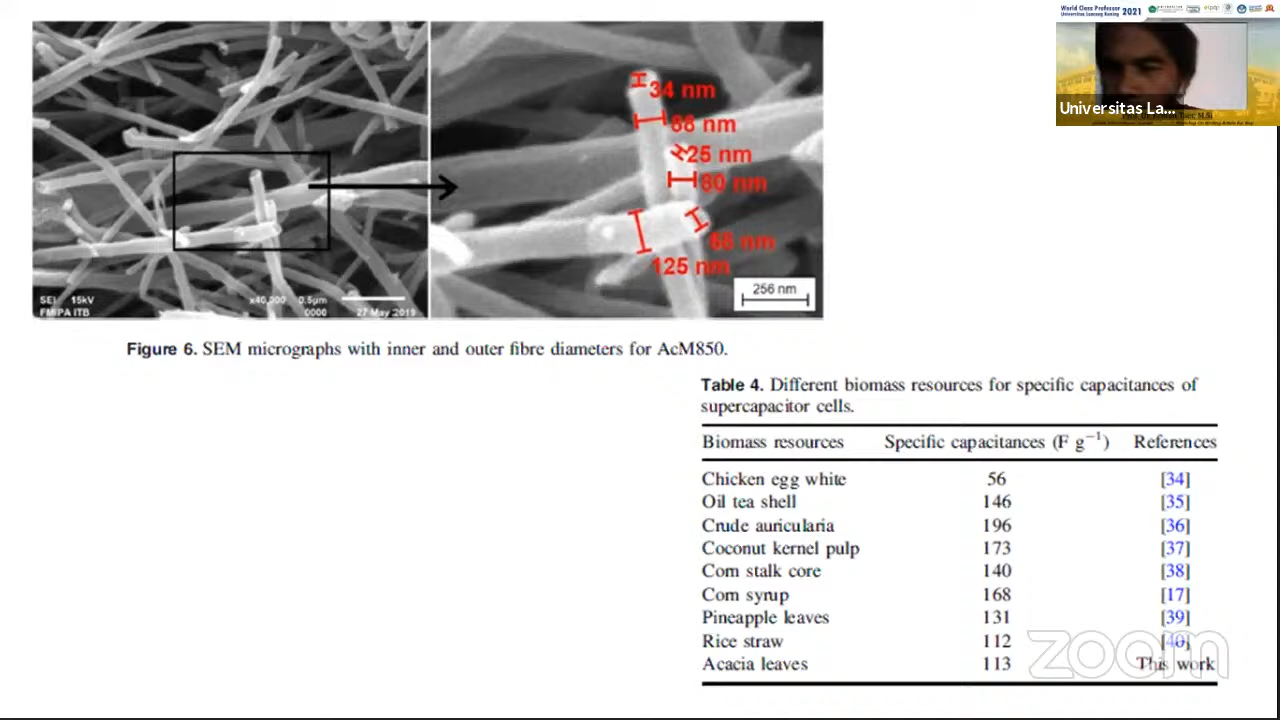 World Class Professor 2021
Universitas Lancang Kuning
Universitas La...
34 nm
88 nm
25 nm
80 nm
125 nm
256 nm
SEI 15kV x40,000 0.5µm
FMIPA ITB 0000 27 May 2019
Figure 6. SEM micrographs with inner and outer fibre diameters for AcM850.
Table 4. Different biomass resources for specific capacitances of
supercapacitor cells.
Biomass resources Specific capacitances (F g⁻¹) References
Chicken egg white 56 [34]
Oil tea shell 146 [35]
Crude auricularia 196 [36]
Coconut kernel pulp 173 [37]
Corn stalk core 140 [38]
Corn syrup 168 [17]
Pineapple leaves 131 [39]
Rice straw 112 [40]
Acacia leaves 113 This work
zoom